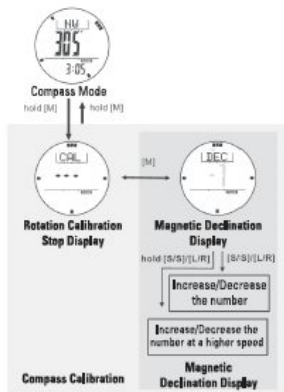 NW
305
3:05
Compass Mode
hold [M]
hold [M]
CAL
---
[M]
DEC
Rotation Calibration
Stop Display
Magnetic Declination
Display
hold [S/S]/[L/R]
[S/S]/[L/R]
Increase/Decrease
the number
Increase/Decrease the
number at a higher speed
Compass Calibration
Magnetic
Declination Display